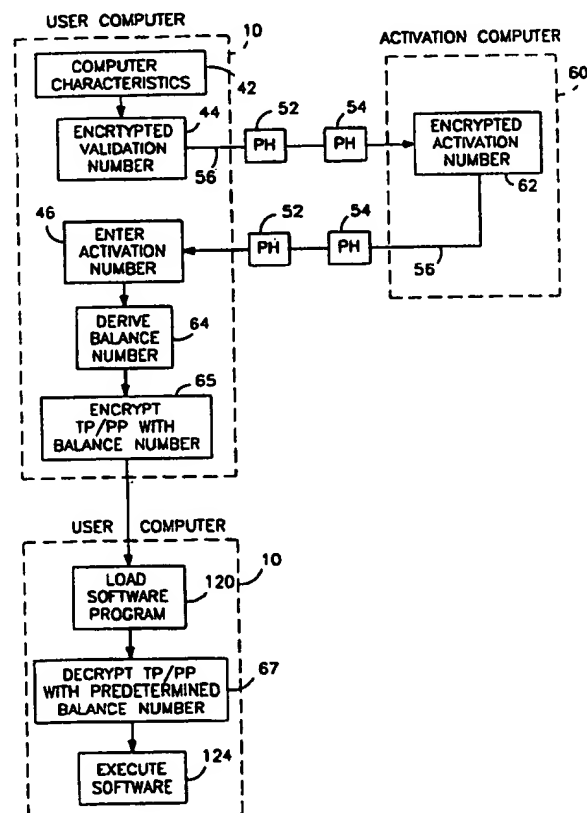 USER COMPUTER
10
COMPUTER
CHARACTERISTICS
42
44
ENCRTYPTED
VALIDATION
NUMBER
56
52
PH
54
PH
ACTIVATION COMPUTER
60
ENCRYPTED
ACTIVATION
NUMBER
62
46
ENTER
ACTIVATION
NUMBER
52
PH
54
PH
56
DERIVE
BALANCE
NUMBER
64
65
ENCRYPT
TP/PP WITH
BALANCE NUMBER
USER COMPUTER
10
LOAD
SOFTWARE
PROGRAM
120
DECRYPT TP/PP
WITH PREDETERMINED
BALANCE NUMBER
67
EXECUTE
SOFTWARE
124